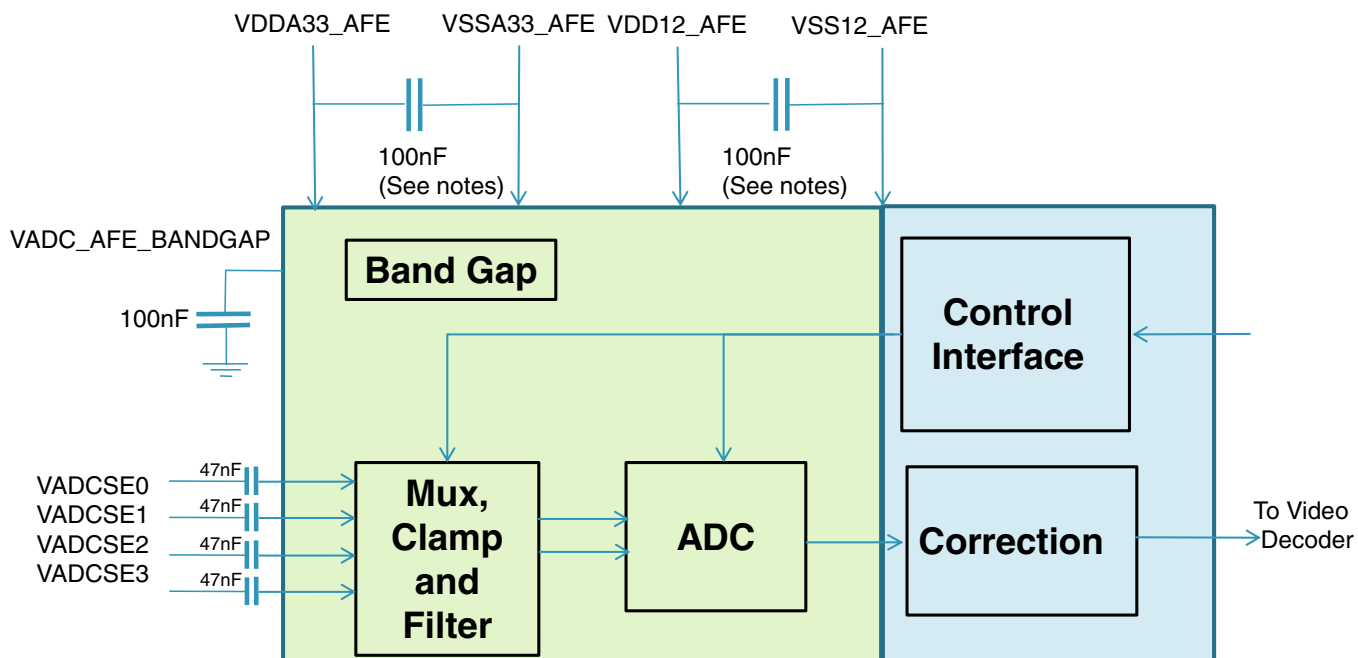 VDDA33_AFE
VSSA33_AFE
VDD12_AFE
VSS12_AFE
100nF
(See notes)
100nF
(See notes)
VADC_AFE_BANDGAP
100nF
Band Gap
Control
Interface
VADCSE0
VADCSE1
VADCSE2
VADCSE3
47nF
47nF
47nF
47nF
Mux,
Clamp
and
Filter
ADC
Correction
To Video
Decoder